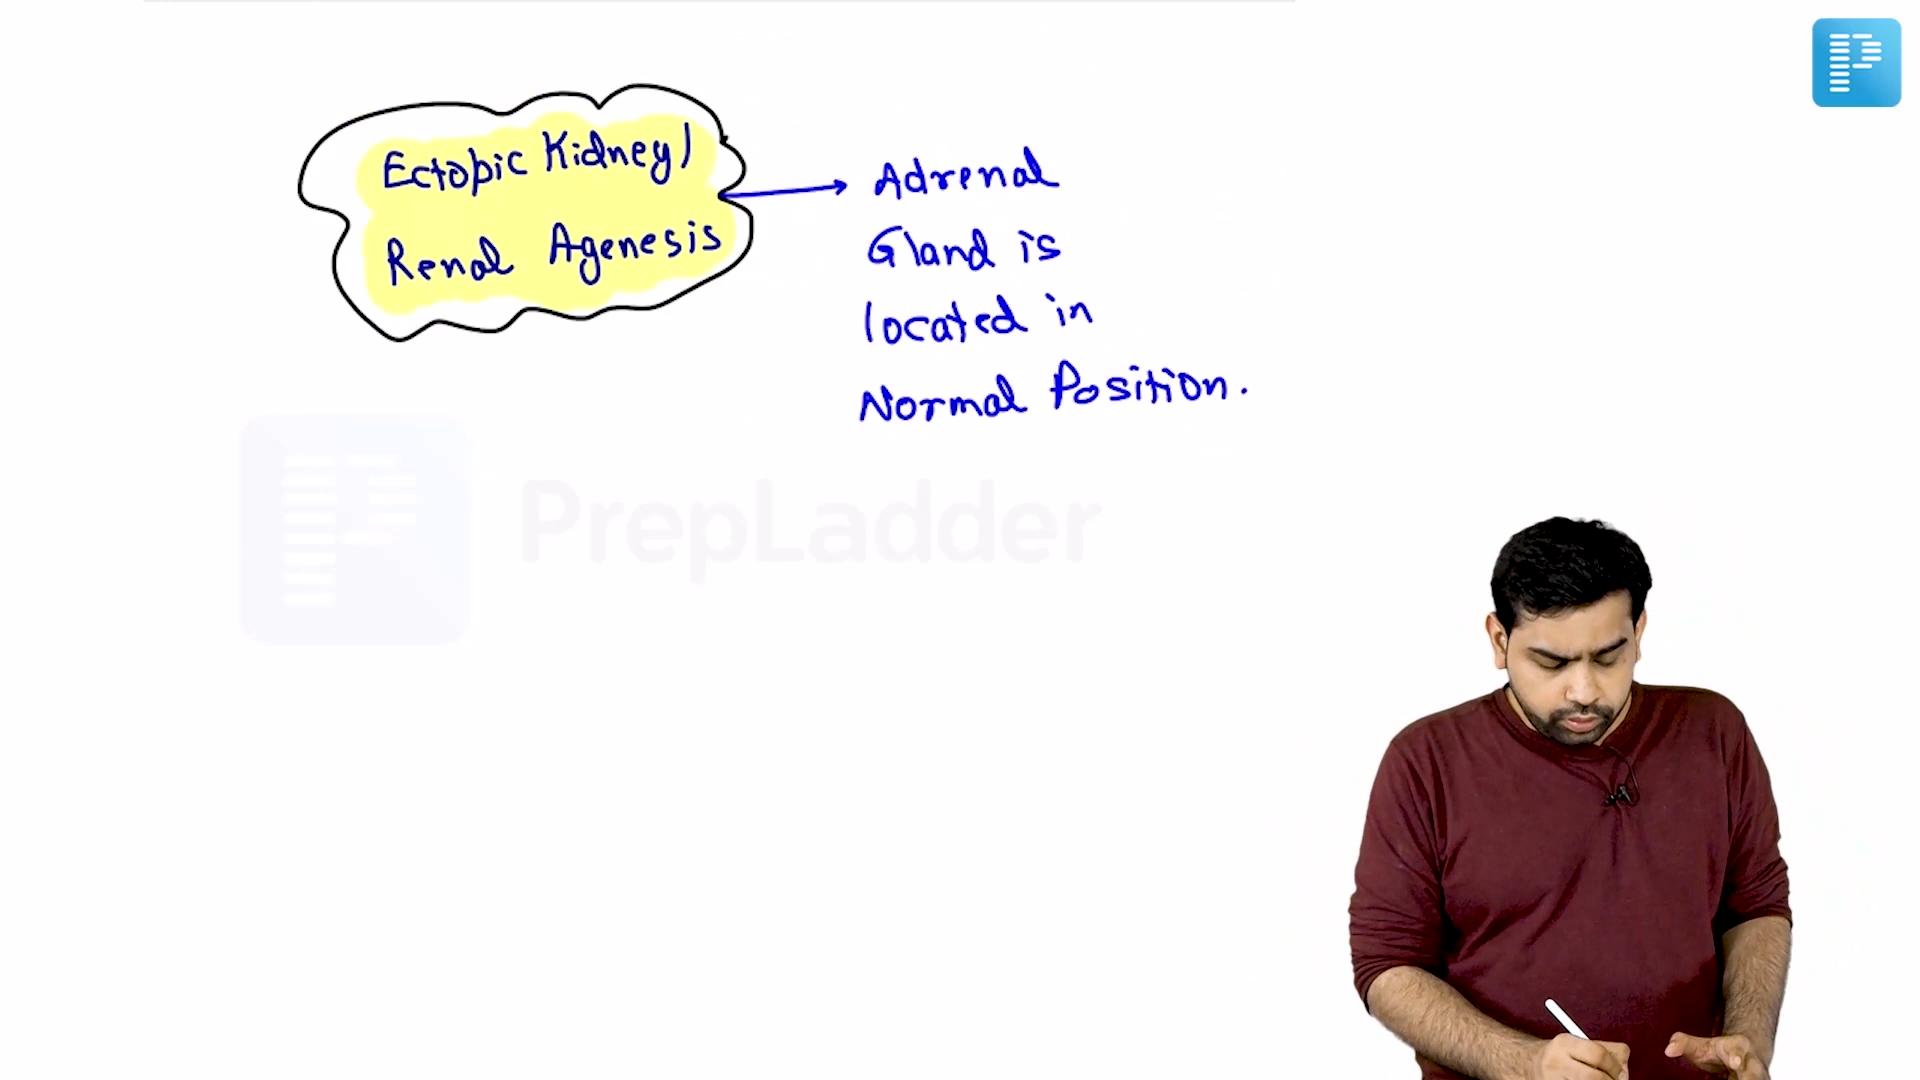 Ectopic Kidney/
Renal Agenesis
Adrenal
Gland is
located in
Normal Position.
PrepLadder